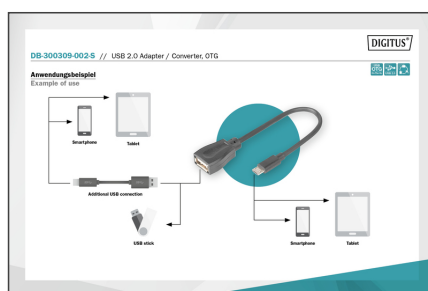 DIGITUS®
DB-300309-002-S // USB 2.0 Adapter / Converter, OTG
Anwendungsbeispiel
Example of use
OTG
Smartphone
Tablet
Additional USB connection
USB stick
Smartphone
Tablet